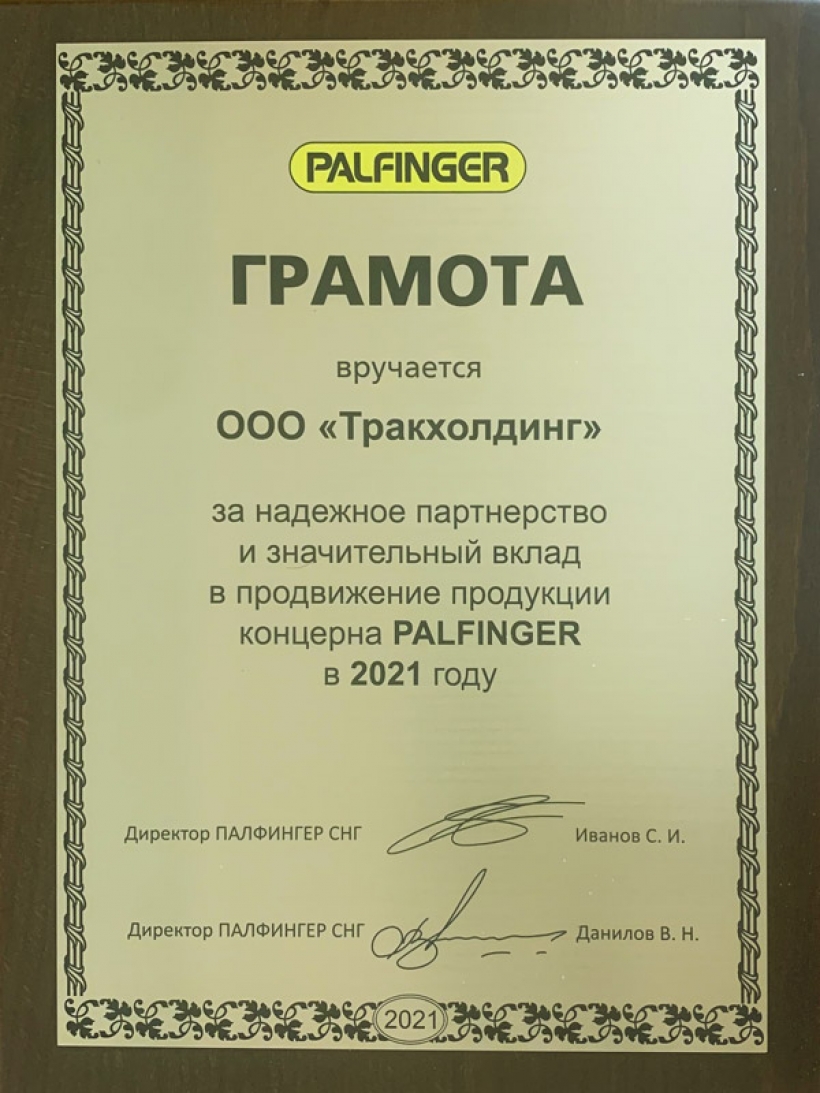 PALFINGER
ГРАМОТА
вручается
ООО «Тракхолдинг»
за надежное партнерство
и значительный вклад
в продвижение продукции
концерна PALFINGER
в 2021 году
Директор ПАЛФИНГЕР СНГ Иванов С. И.
Директор ПАЛФИНГЕР СНГ Данилов В. Н.
2021